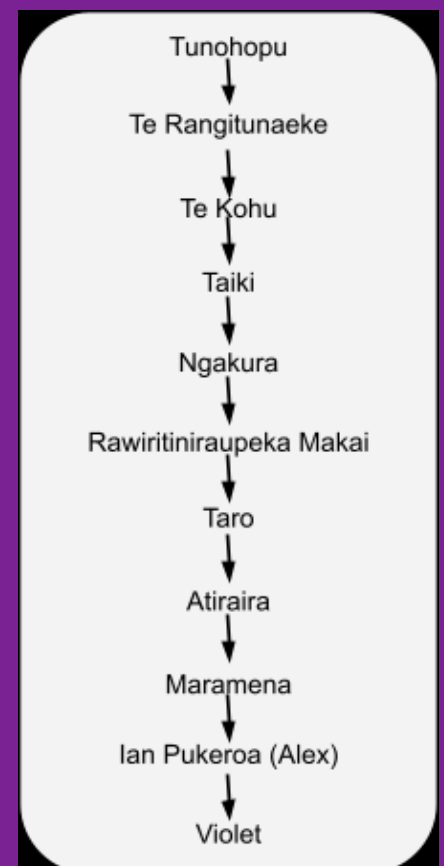 Tunohopu
Te Rangitunaeke
Te Kohu
Taiki
Ngakura
Rawiritiniraupeka Makai
Taro
Atiraira
Maramena
Ian Pukeroa (Alex)
Violet